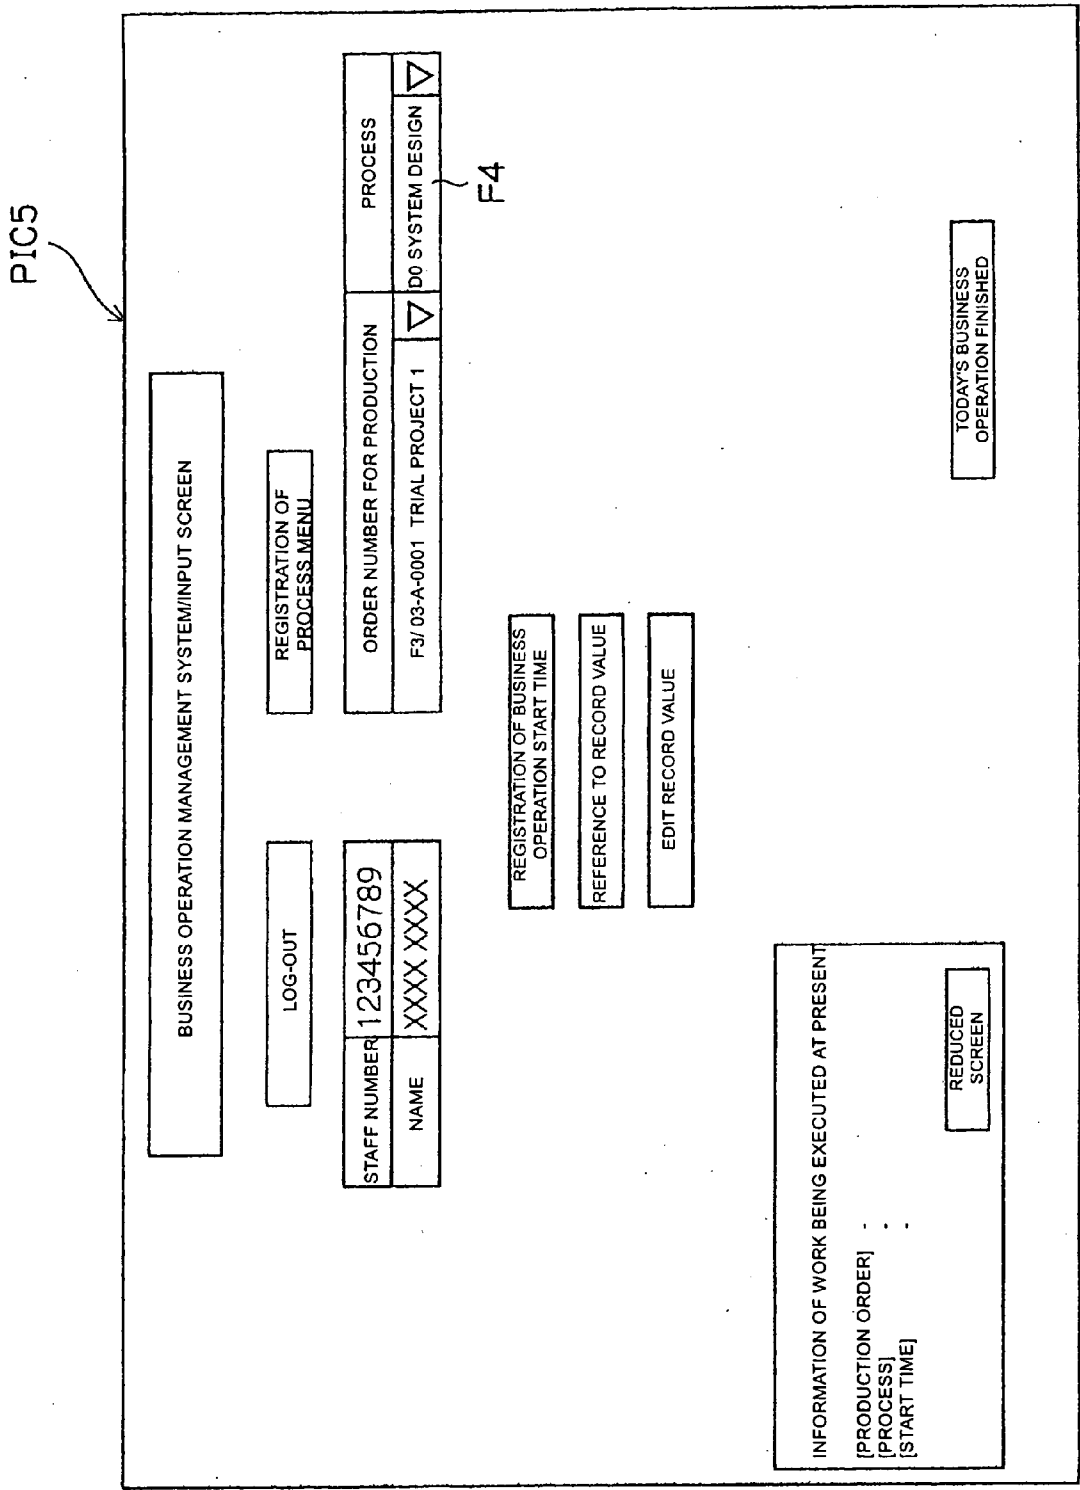 PIC5
BUSINESS OPERATION MANAGEMENT SYSTEM/INPUT SCREEN
LOG-OUT
REGISTRATION OF
PROCESS MENU
STAFF NUMBER 123456789
NAME XXXX XXXX
ORDER NUMBER FOR PRODUCTION PROCESS
F3/ 03-A-0001 TRIAL PROJECT 1 ▽ D0 SYSTEM DESIGN ▽
F4
REGISTRATION OF BUSINESS
OPERATION START TIME
REFERENCE TO RECORD VALUE
EDIT RECORD VALUE
INFORMATION OF WORK BEING EXECUTED AT PRESENT
[PRODUCTION ORDER] -
[PROCESS] -
[START TIME] -
REDUCED
SCREEN
TODAY'S BUSINESS
OPERATION FINISHED